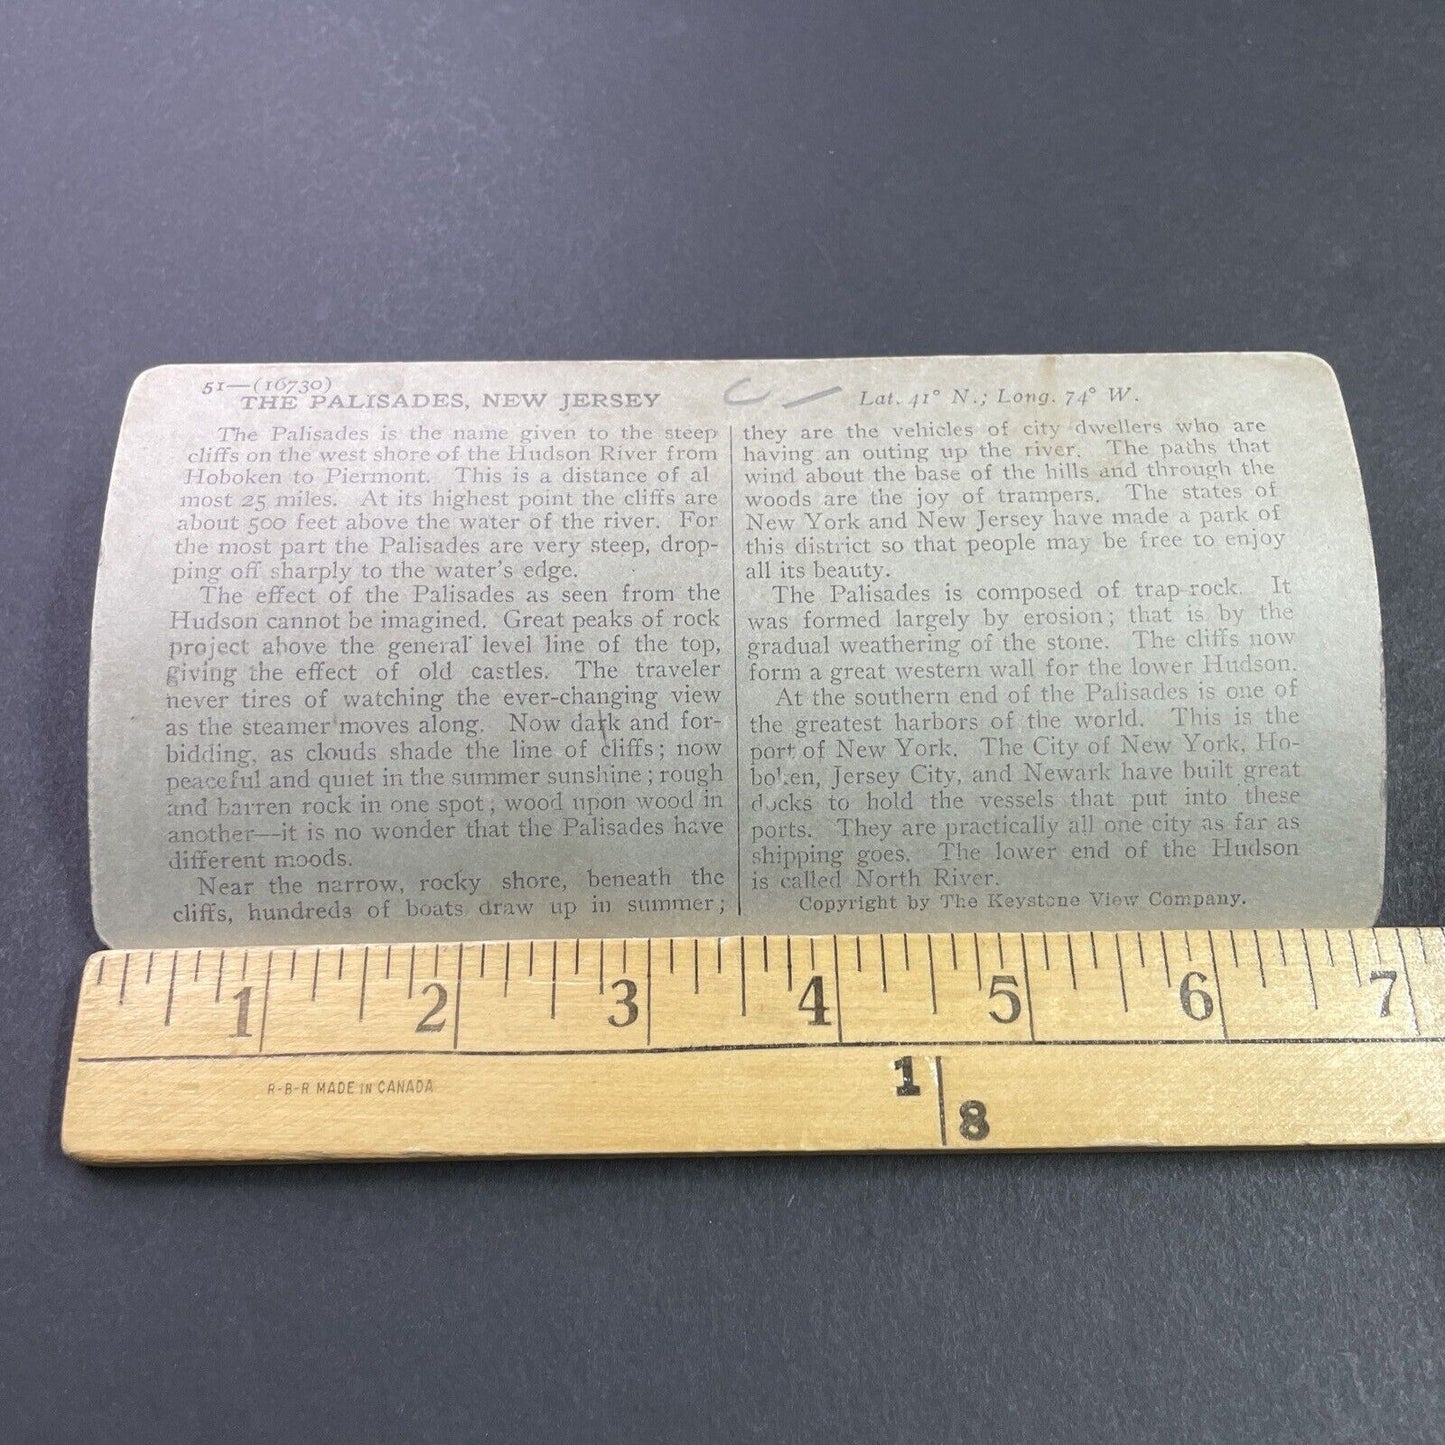 51—(16730)
THE PALISADES, NEW JERSEY
Lat. 41° N.; Long. 74° W.
The Palisades is the name given to the steep
cliffs on the west shore of the Hudson River from
Hoboken to Piermont. This is a distance of al
most 25 miles. At its highest point the cliffs are
about 500 feet above the water of the river. For
the most part the Palisades are very steep, drop-
ping off sharply to the water's edge.
The effect of the Palisades as seen from the
Hudson cannot be imagined. Great peaks of rock
project above the general level line of the top,
giving the effect of old castles. The traveler
never tires of watching the ever-changing view
as the steamer moves along. Now dark and for-
bidding, as clouds shade the line of cliffs; now
peaceful and quiet in the summer sunshine; rough
and barren rock in one spot; wood upon wood in
another—it is no wonder that the Palisades have
different moods.
Near the narrow, rocky shore, beneath the
cliffs, hundreds of boats draw up in summer;
they are the vehicles of city dwellers who are
having an outing up the river. The paths that
wind about the base of the hills and through the
woods are the joy of trampers. The states of
New York and New Jersey have made a park of
this district so that people may be free to enjoy
all its beauty.
The Palisades is composed of trap rock. It
was formed largely by erosion; that is by the
gradual weathering of the stone. The cliffs now
form a great western wall for the lower Hudson.
At the southern end of the Palisades is one of
the greatest harbors of the world. This is the
port of New York. The City of New York, Ho-
boken, Jersey City, and Newark have built great
docks to hold the vessels that put into these
ports. They are practically all one city as far as
shipping goes. The lower end of the Hudson
is called North River.
Copyright by The Keystone View Company.
1 2 3 4 5 6 7
R-B-R MADE IN CANADA
1 8